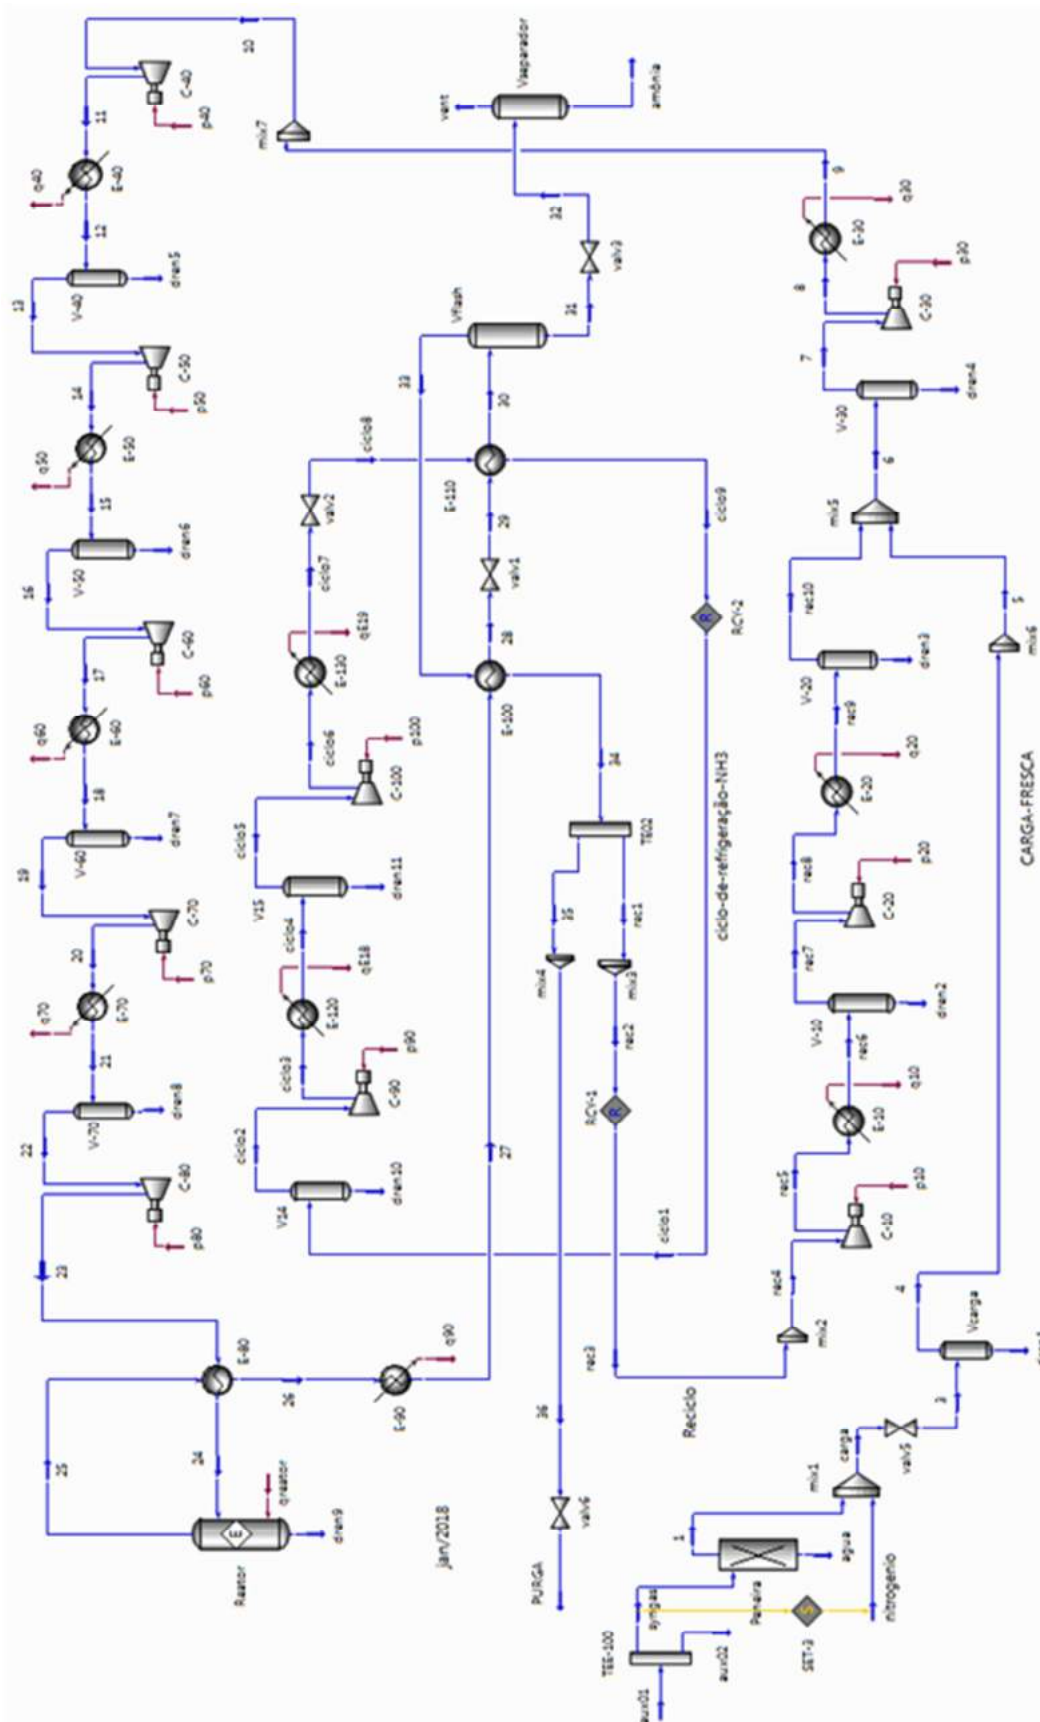 aux01
TEE-100
aux02
syngas
Peneira
SET-3
nitrogenio
agua
1
mix1
carga
valv5
3
Vcarga
4
CARGA-FRESCA
mix6
5
Reciclo
rec3
mix2
rec4
C-10
p10
rec5
E-10
q10
rec6
V-10
dren2
rec7
C-20
p20
rec8
E-20
q20
rec9
V-20
dren3
rec10
mix5
6
V-30
dren4
7
C-30
p30
8
E-30
q30
9
mix7
10
C-40
p40
11
E-40
q40
12
V-40
dren5
13
C-50
p50
14
E-50
q50
15
V-50
dren6
16
C-60
p60
17
E-60
q60
18
V-60
dren7
19
C-70
p70
20
E-70
q70
21
V-70
dren8
22
C-80
p80
23
E-80
24
Reator
qreator
dren9
25
26
E-90
q90
27
E-100
28
valv1
29
E-110
30
Vflash
31
valv3
32
Vseparador
vent
amônia
33
34
TE02
35
mix4
36
valv6
PURGA
rec1
mix3
rec2
RCY-1
ciclo-de-refrigeração-NH3
ciclo1
V14
dren10
ciclo2
C-90
p90
ciclo3
E-120
qE18
ciclo4
V15
dren11
ciclo5
C-100
p100
ciclo6
E-130
qE19
ciclo7
valv2
ciclo8
ciclo9
RCY-2
jan/2018